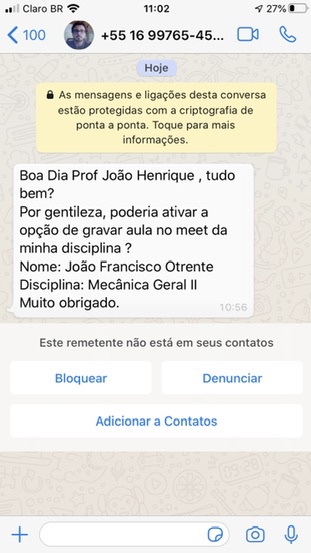 Claro BR 11:02 27%
100 +55 16 99765-45...
Hoje
As mensagens e ligações desta conversa
estão protegidas com a criptografia de
ponta a ponta. Toque para mais
informações.
Boa Dia Prof João Henrique , tudo
bem?
Por gentileza, poderia ativar a
opção de gravar aula no meet da
minha disciplina ?
Nome: João Francisco Otrente
Disciplina: Mecânica Geral II
Muito obrigado.
10:56
Este remetente não está em seus contatos
Bloquear Denunciar
Adicionar a Contatos